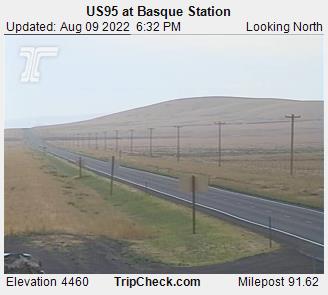 US95 at Basque Station
Updated: Aug 09 2022 6:32 PM Looking North
Elevation 4460 TripCheck.com Milepost 91.62